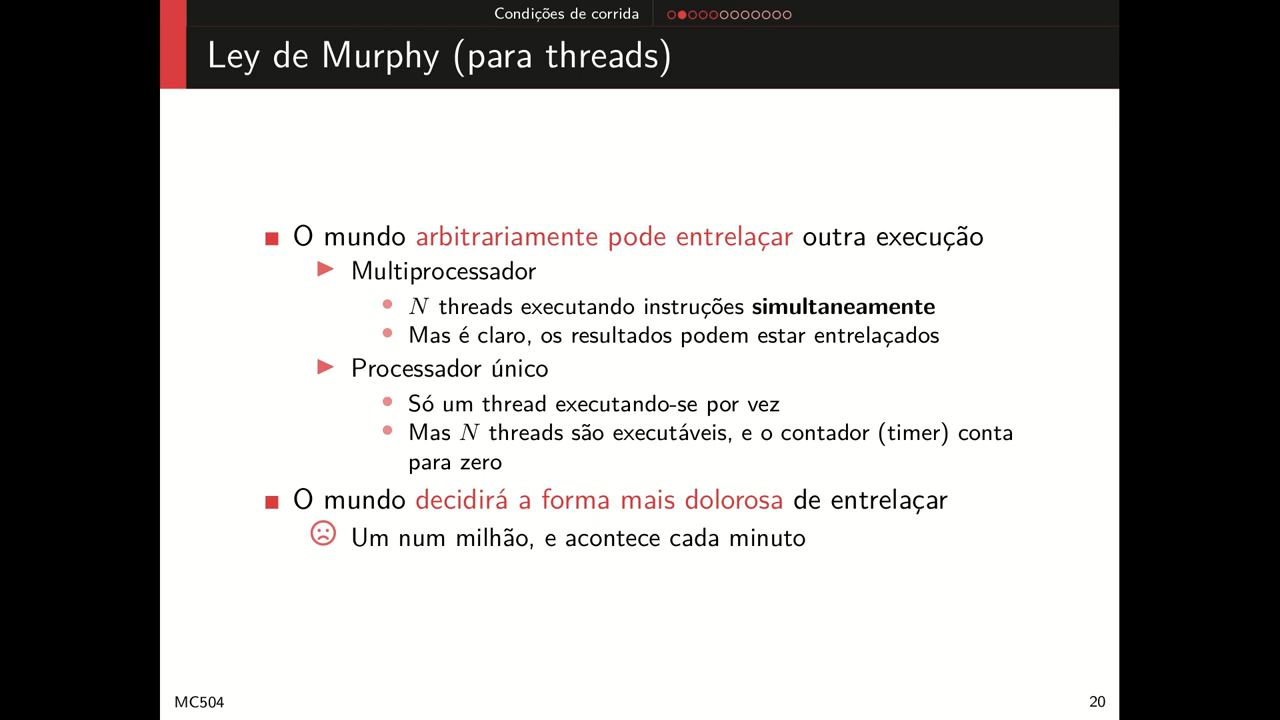 Condições de corrida
Ley de Murphy (para threads)
O mundo arbitrariamente pode entrelaçar outra execução
Multiprocessador
N threads executando instruções simultaneamente
Mas é claro, os resultados podem estar entrelaçados
Processador único
Só um thread executando-se por vez
Mas N threads são executáveis, e o contador (timer) conta
para zero
O mundo decidirá a forma mais dolorosa de entrelaçar
Um num milhão, e acontece cada minuto
MC504
20